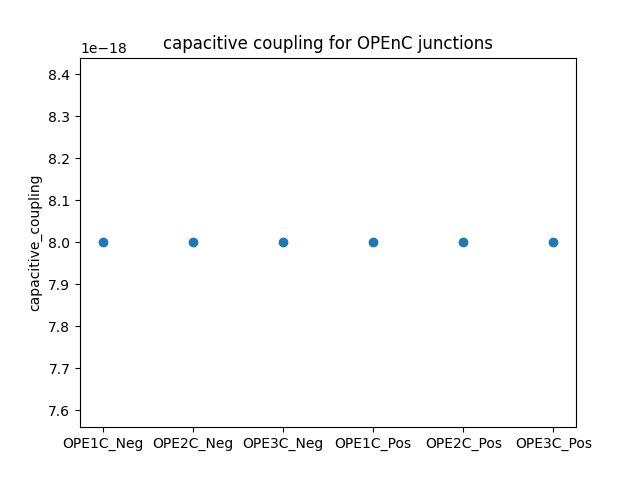 capacitive coupling for OPEnC junctions
1e−18
8.4
8.3
8.2
8.1
8.0
7.9
7.8
7.7
7.6
capacitive_coupling
OPE1C_Neg OPE2C_Neg OPE3C_Neg OPE1C_Pos OPE2C_Pos OPE3C_Pos